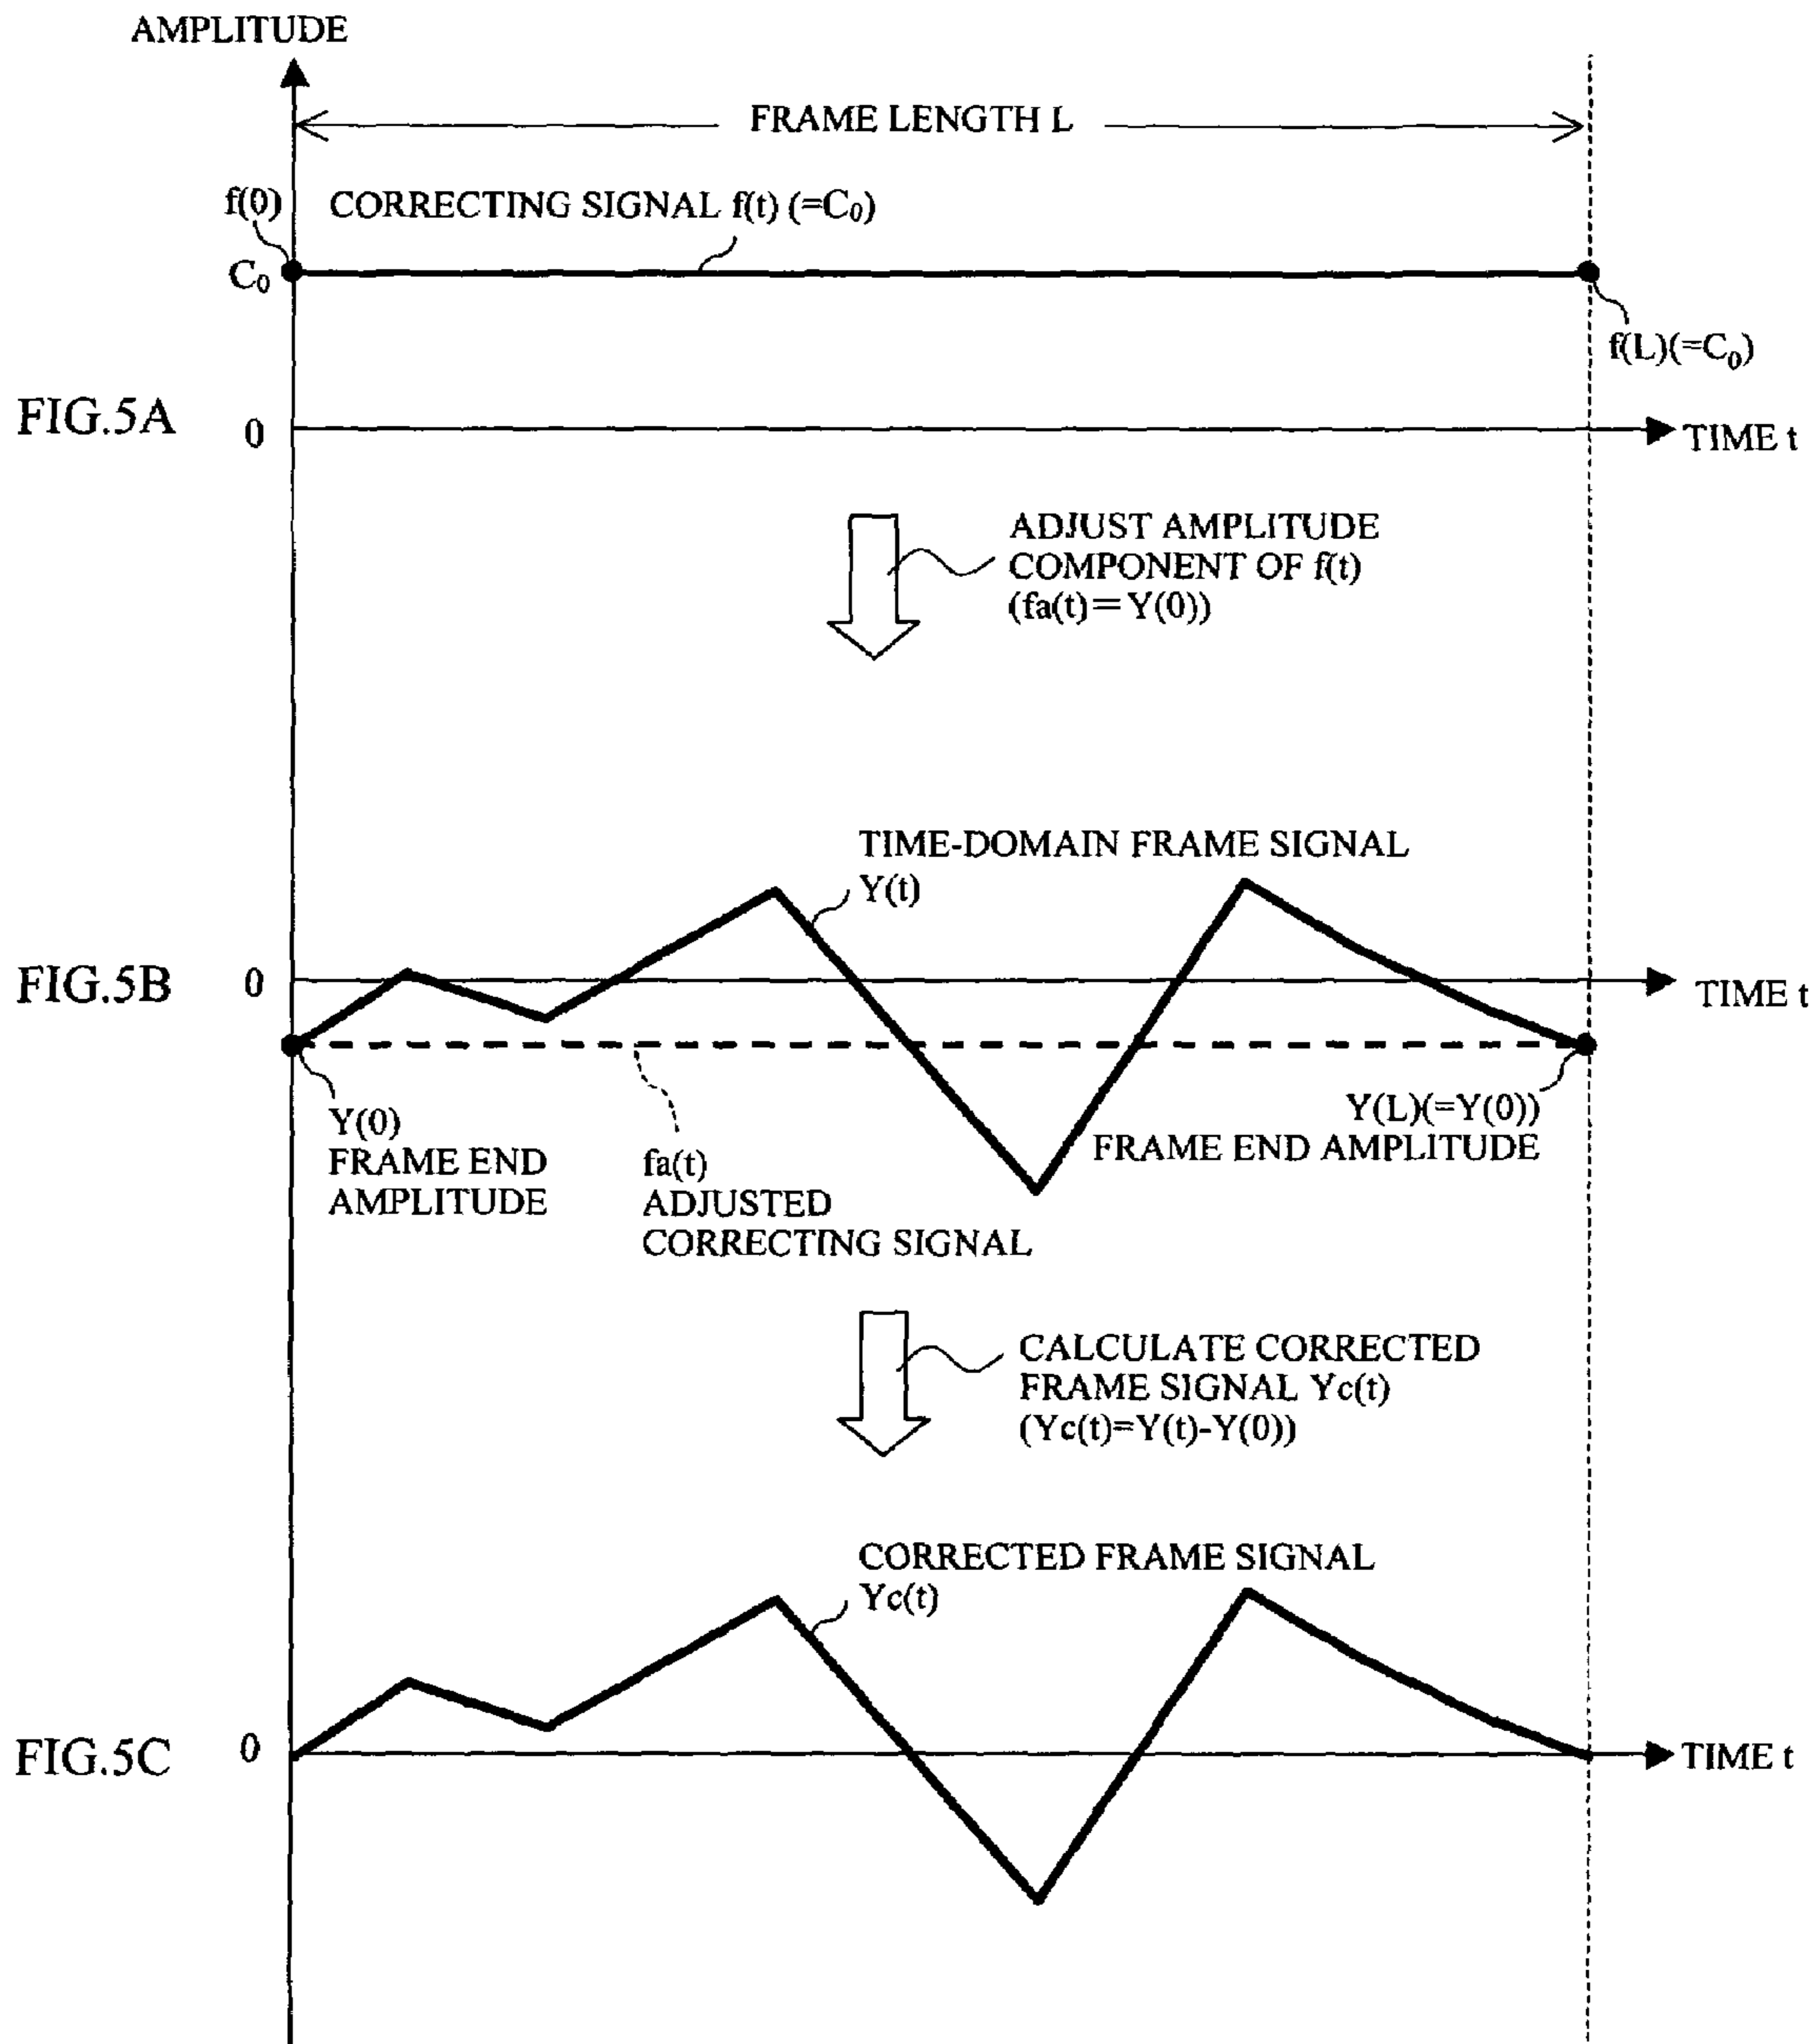 AMPLITUDE
FRAME LENGTH L
f(0)
CORRECTING SIGNAL f(t) (=C₀)
C₀
f(L)(=C₀)
FIG.5A
0
TIME t
ADJUST AMPLITUDE
COMPONENT OF f(t)
(fa(t)=Y(0))
TIME-DOMAIN FRAME SIGNAL
Y(t)
FIG.5B
0
TIME t
Y(0)
FRAME END
AMPLITUDE
fa(t)
ADJUSTED
CORRECTING SIGNAL
Y(L)(=Y(0))
FRAME END AMPLITUDE
CALCULATE CORRECTED
FRAME SIGNAL Yc(t)
(Yc(t)=Y(t)-Y(0))
CORRECTED FRAME SIGNAL
Yc(t)
FIG.5C
0
TIME t